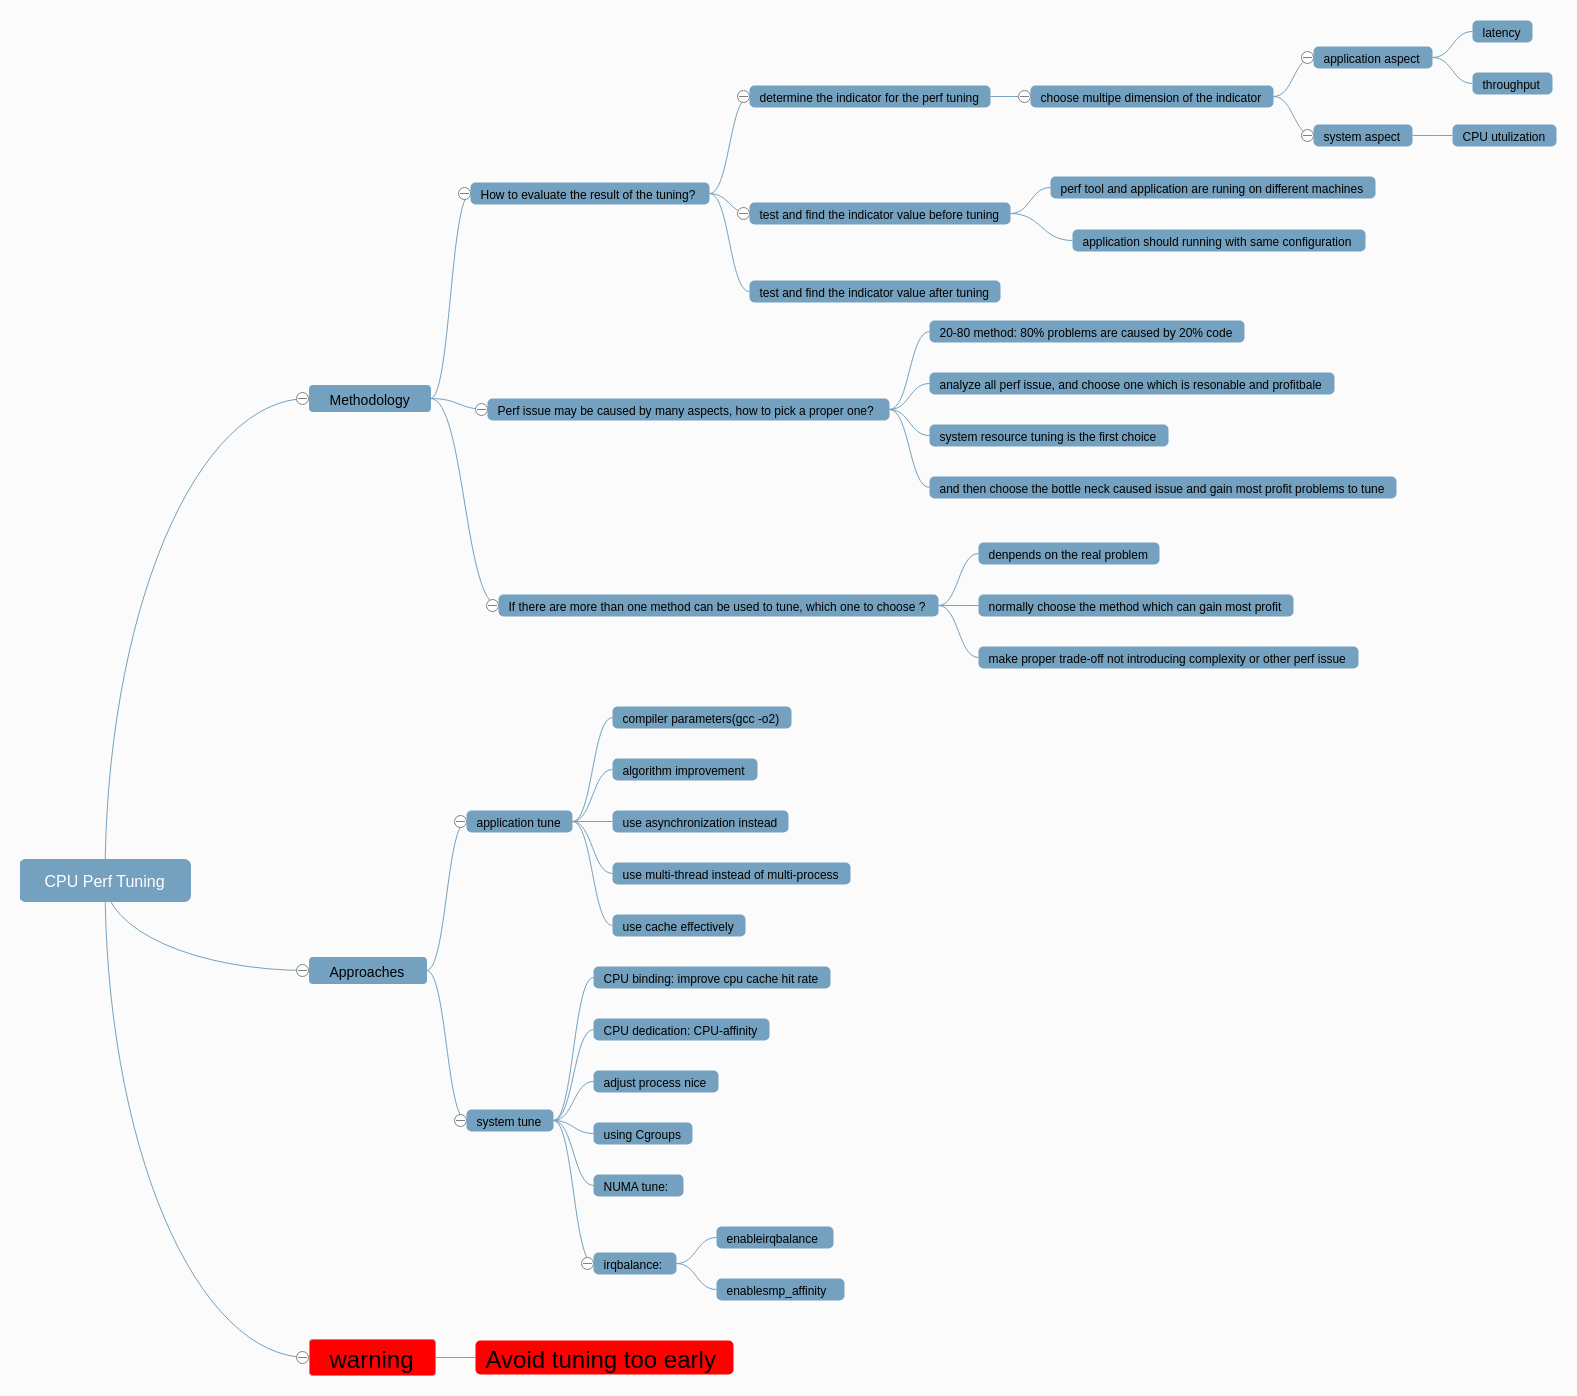 CPU Perf Tuning
Methodology
How to evaluate the result of the tuning?
determine the indicator for the perf tuning
choose multipe dimension of the indicator
application aspect
latency
throughput
system aspect
CPU utulization
test and find the indicator value before tuning
perf tool and application are runing on different machines
application should running with same configuration
test and find the indicator value after tuning
Perf issue may be caused by many aspects, how to pick a proper one?
20-80 method: 80% problems are caused by 20% code
analyze all perf issue, and choose one which is resonable and profitbale
system resource tuning is the first choice
and then choose the bottle neck caused issue and gain most profit problems to tune
If there are more than one method can be used to tune, which one to choose ?
denpends on the real problem
normally choose the method which can gain most profit
make proper trade-off not introducing complexity or other perf issue
Approaches
application tune
compiler parameters(gcc -o2)
algorithm improvement
use asynchronization instead
use multi-thread instead of multi-process
use cache effectively
system tune
CPU binding: improve cpu cache hit rate
CPU dedication: CPU-affinity
adjust process nice
using Cgroups
NUMA tune:
irqbalance:
enableirqbalance
enablesmp_affinity
warning
Avoid tuning too early